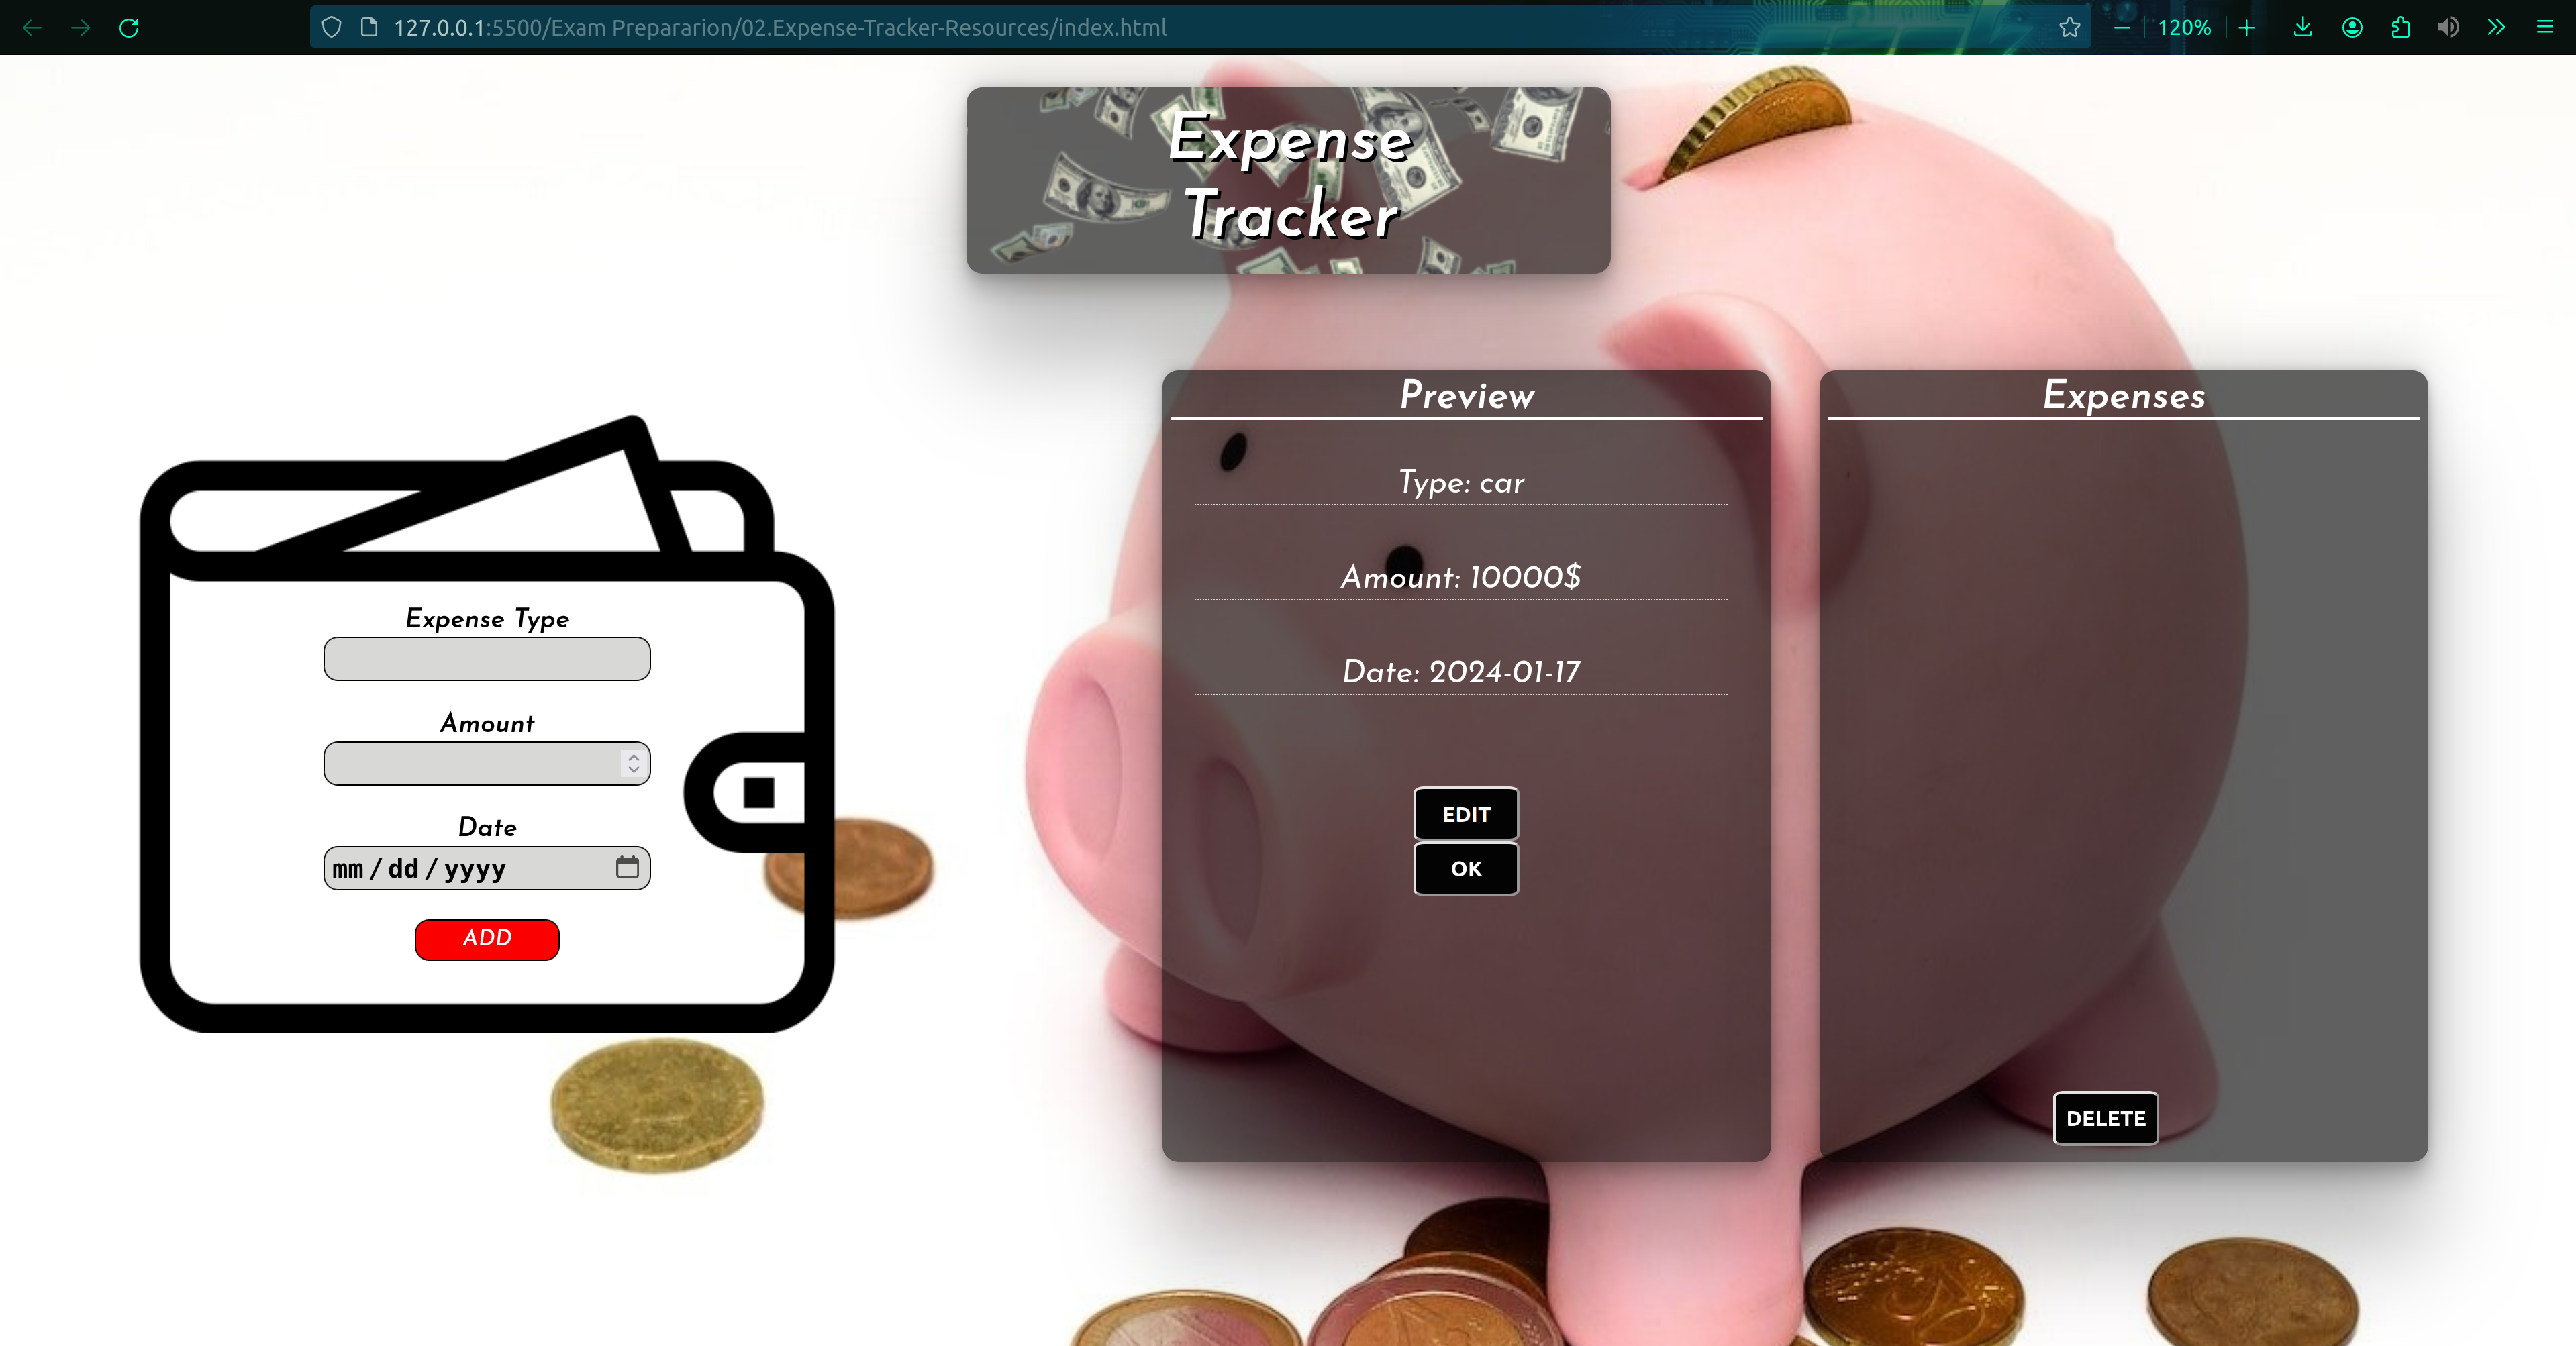 127.0.0.1:5500/Exam Prepararion/02.Expense-Tracker-Resources/index.html
120%
Expense
Tracker
Expense Type
Amount
Date
mm/dd/yyyy
ADD
Preview
Type: car
Amount: 10000$
Date: 2024-01-17
EDIT
OK
Expenses
DELETE